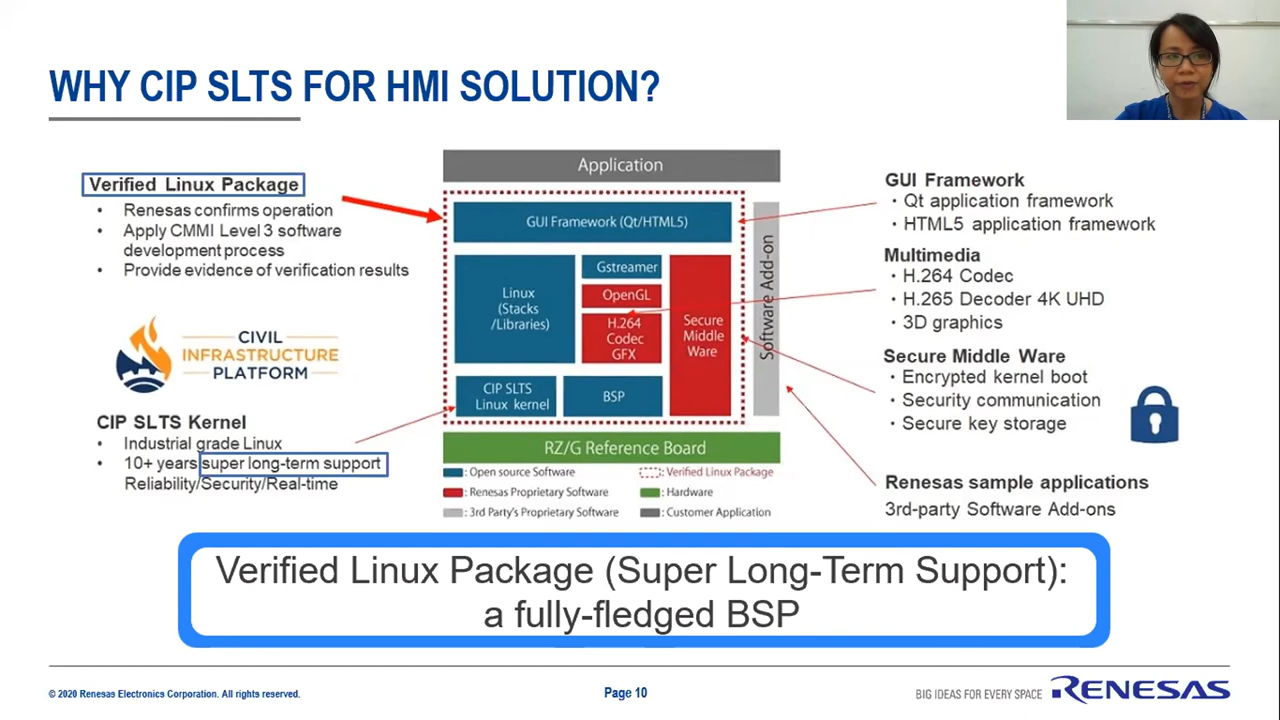 WHY CIP SLTS FOR HMI SOLUTION?
Verified Linux Package
• Renesas confirms operation
• Apply CMMI Level 3 software
development process
• Provide evidence of verification results
CIVIL
INFRASTRUCTURE
PLATFORM
CIP SLTS Kernel
• Industrial grade Linux
• 10+ years super long-term support
Reliability/Security/Real-time
Application
GUI Framework (Qt/HTML5)
Linux
(Stacks
/Libraries)
Gstreamer
OpenGL
H.264
Codec
GFX
Secure
Middle
Ware
CIP SLTS
Linux kernel
BSP
Software Add-on
RZ/G Reference Board
: Open source Software
: Verified Linux Package
: Renesas Proprietary Software
: Hardware
: 3rd Party's Proprietary Software
: Customer Application
GUI Framework
・Qt application framework
・HTML5 application framework
Multimedia
・H.264 Codec
・H.265 Decoder 4K UHD
・3D graphics
Secure Middle Ware
・Encrypted kernel boot
・Security communication
・Secure key storage
Renesas sample applications
3rd-party Software Add-ons
Verified Linux Package (Super Long-Term Support):
a fully-fledged BSP
© 2020 Renesas Electronics Corporation. All rights reserved.
Page 10
BIG IDEAS FOR EVERY SPACE
RENESAS